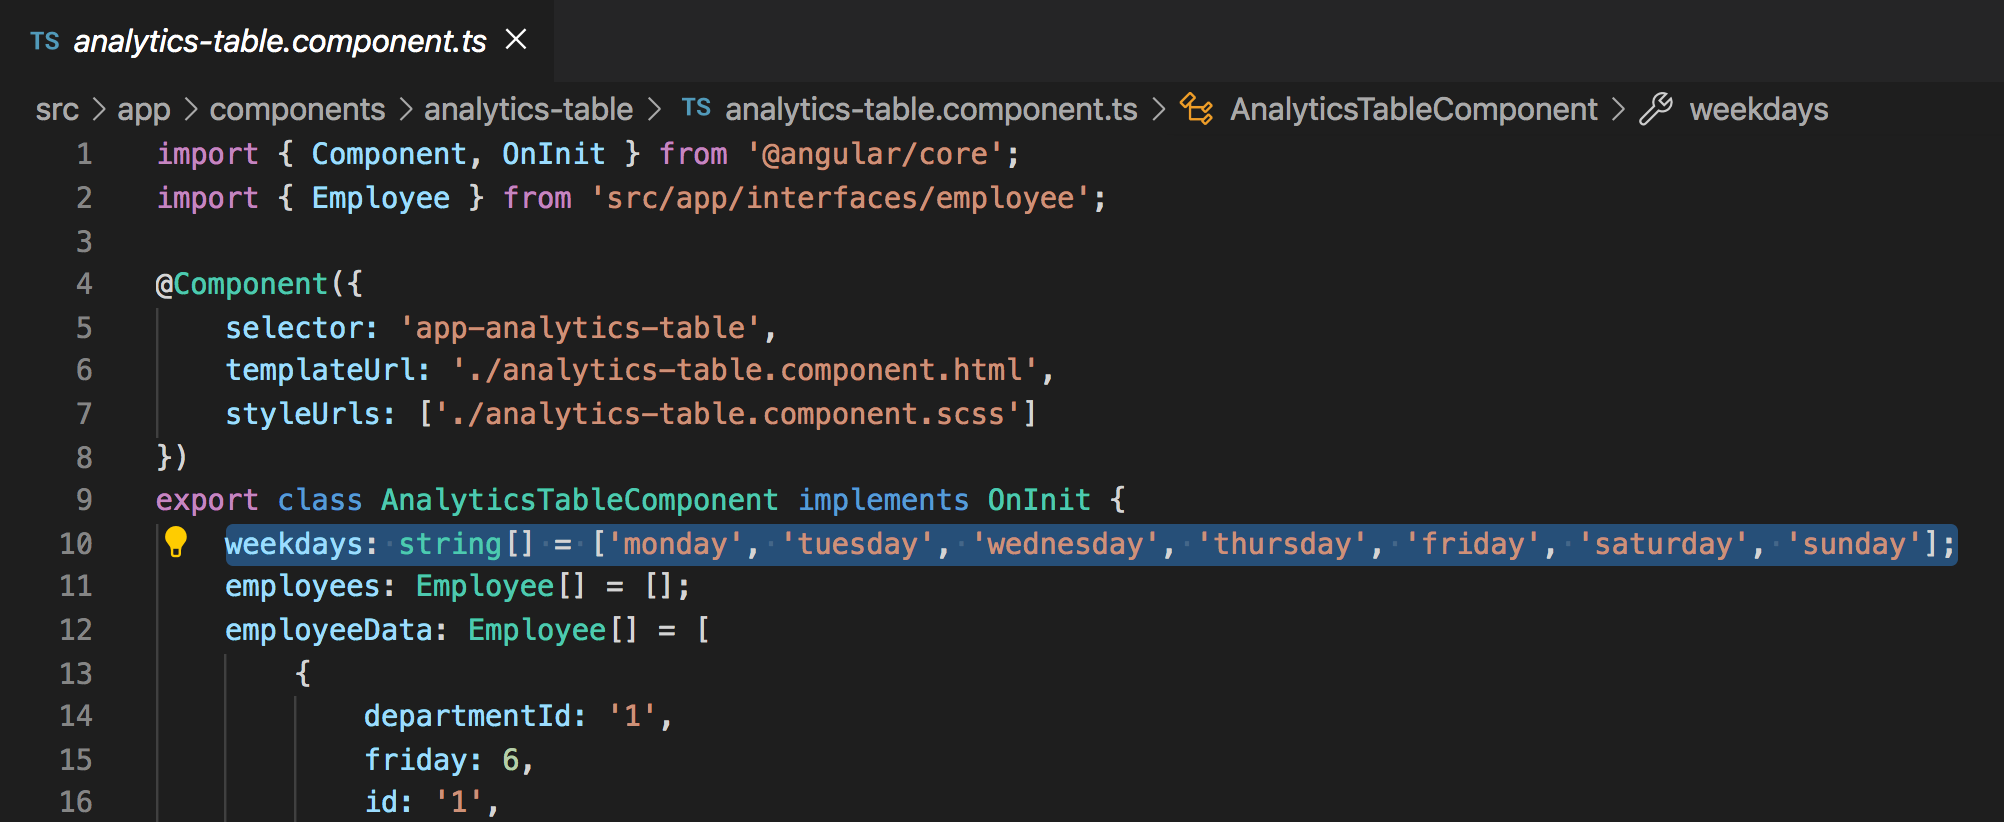 TS analytics-table.component.ts ×
src > app > components > analytics-table > TS analytics-table.component.ts > AnalyticsTableComponent > weekdays
1 import { Component, OnInit } from '@angular/core';
2 import { Employee } from 'src/app/interfaces/employee';
3
4 @Component({
5 selector: 'app-analytics-table',
6 templateUrl: './analytics-table.component.html',
7 styleUrls: ['./analytics-table.component.scss']
8 })
9 export class AnalyticsTableComponent implements OnInit {
10 weekdays: string[] = ['monday', 'tuesday', 'wednesday', 'thursday', 'friday', 'saturday', 'sunday'];
11 employees: Employee[] = [];
12 employeeData: Employee[] = [
13 {
14 departmentId: '1',
15 friday: 6,
16 id: '1',